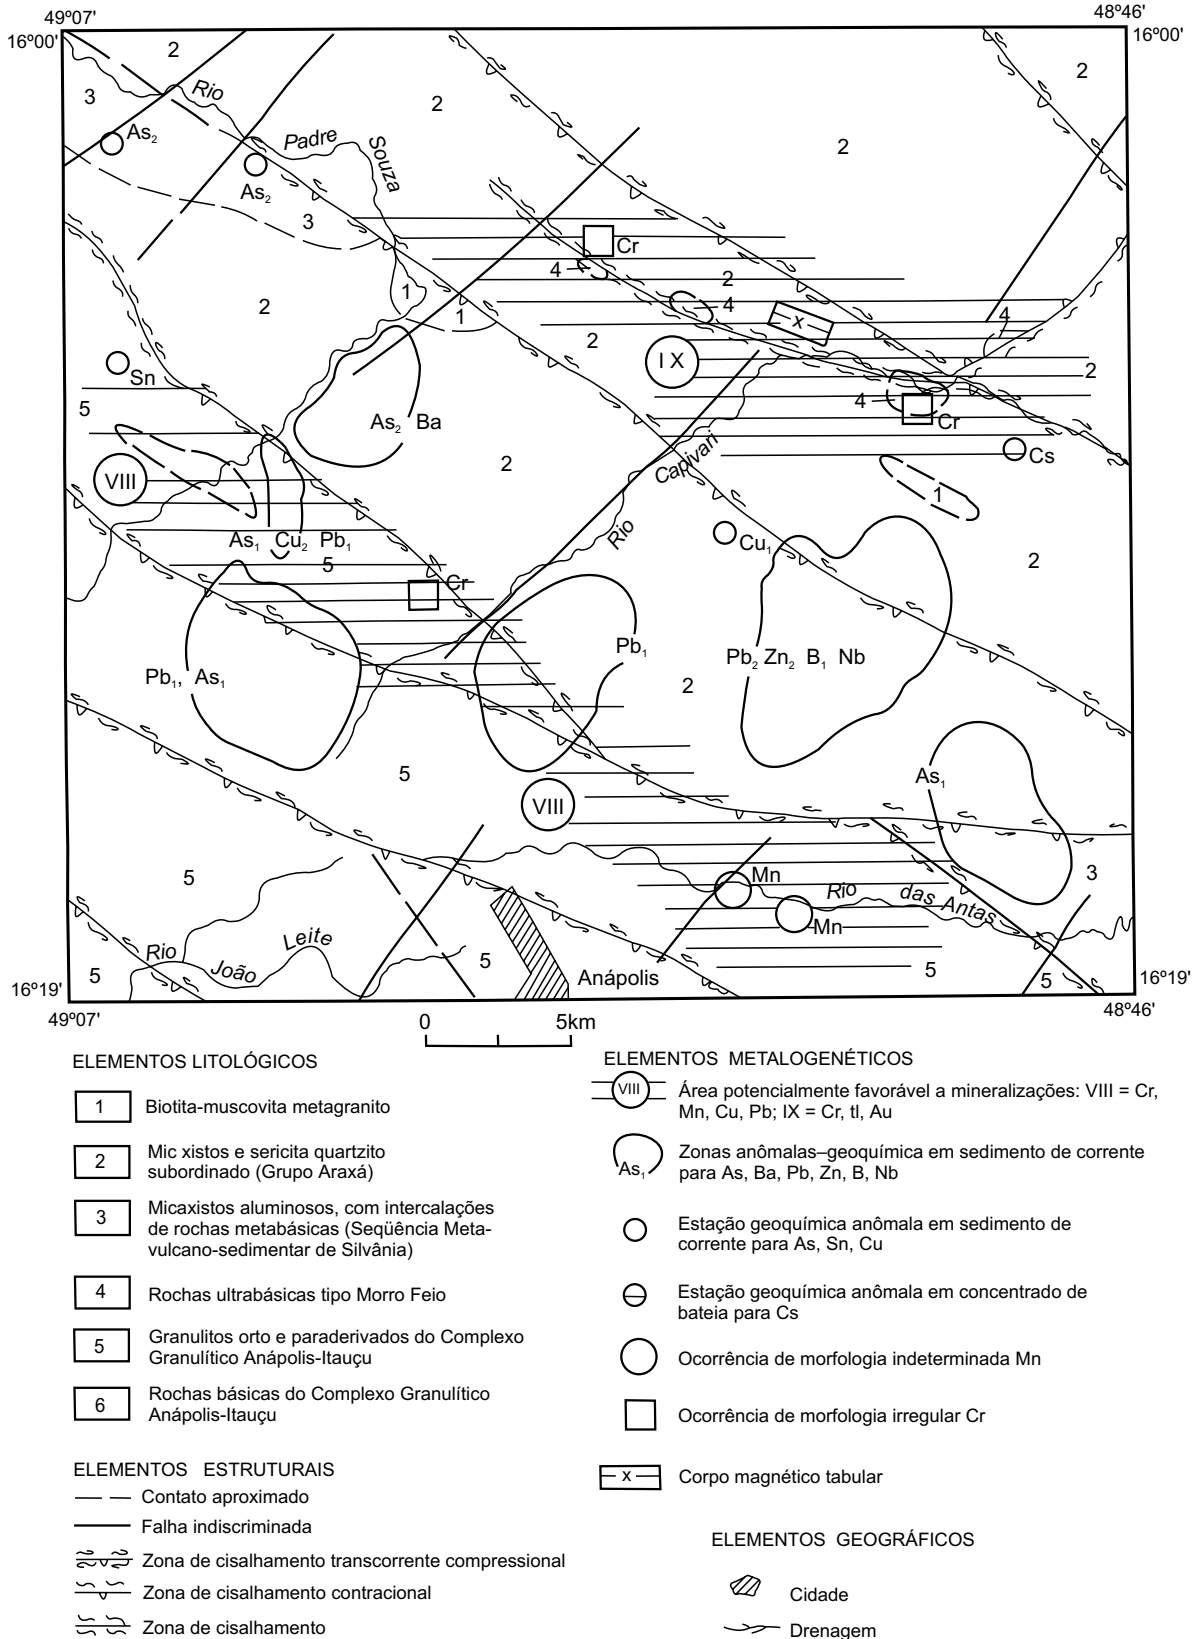 49º07'
48º46'
16º00'
16º00'
2
3
Rio
2
2
As₂
Padre
Souza
2
As₂
3
Cr
4
2
1
2
4
1
x
4
2
I X
2
Sn
5
4
Cr
As₂ Ba
2
Capivari
Cs
VIII
1
Rio
Cu₁
As₁ Cu₂ Pb₁
5
2
Cr
Pb₁
Pb₂ Zn₂ B₁ Nb
Pb₁, As₁
2
5
As₁
VIII
5
Mn
3
Rio
das Antas
Mn
Rio
João
Leite
5
5
Anápolis
5
5
16º19'
16º19'
49º07'
48º46'
0
5km
ELEMENTOS LITOLÓGICOS
1 Biotita-muscovita metagranito
2 Mic xistos e sericita quartzito
subordinado (Grupo Araxá)
3 Micaxistos aluminosos, com intercalações
de rochas metabásicas (Seqüência Meta-
vulcano-sedimentar de Silvânia)
4 Rochas ultrabásicas tipo Morro Feio
5 Granulitos orto e paraderivados do Complexo
Granulítico Anápolis-Itauçu
6 Rochas básicas do Complexo Granulítico
Anápolis-Itauçu
ELEMENTOS ESTRUTURAIS
Contato aproximado
Falha indiscriminada
Zona de cisalhamento transcorrente compressional
Zona de cisalhamento contracional
Zona de cisalhamento
ELEMENTOS METALOGENÉTICOS
VIII Área potencialmente favorável a mineralizações: VIII = Cr,
Mn, Cu, Pb; IX = Cr, tl, Au
As₁ Zonas anômalas–geoquímica em sedimento de corrente
para As, Ba, Pb, Zn, B, Nb
Estação geoquímica anômala em sedimento de
corrente para As, Sn, Cu
Estação geoquímica anômala em concentrado de
bateia para Cs
Ocorrência de morfologia indeterminada Mn
Ocorrência de morfologia irregular Cr
x Corpo magnético tabular
ELEMENTOS GEOGRÁFICOS
Cidade
Drenagem